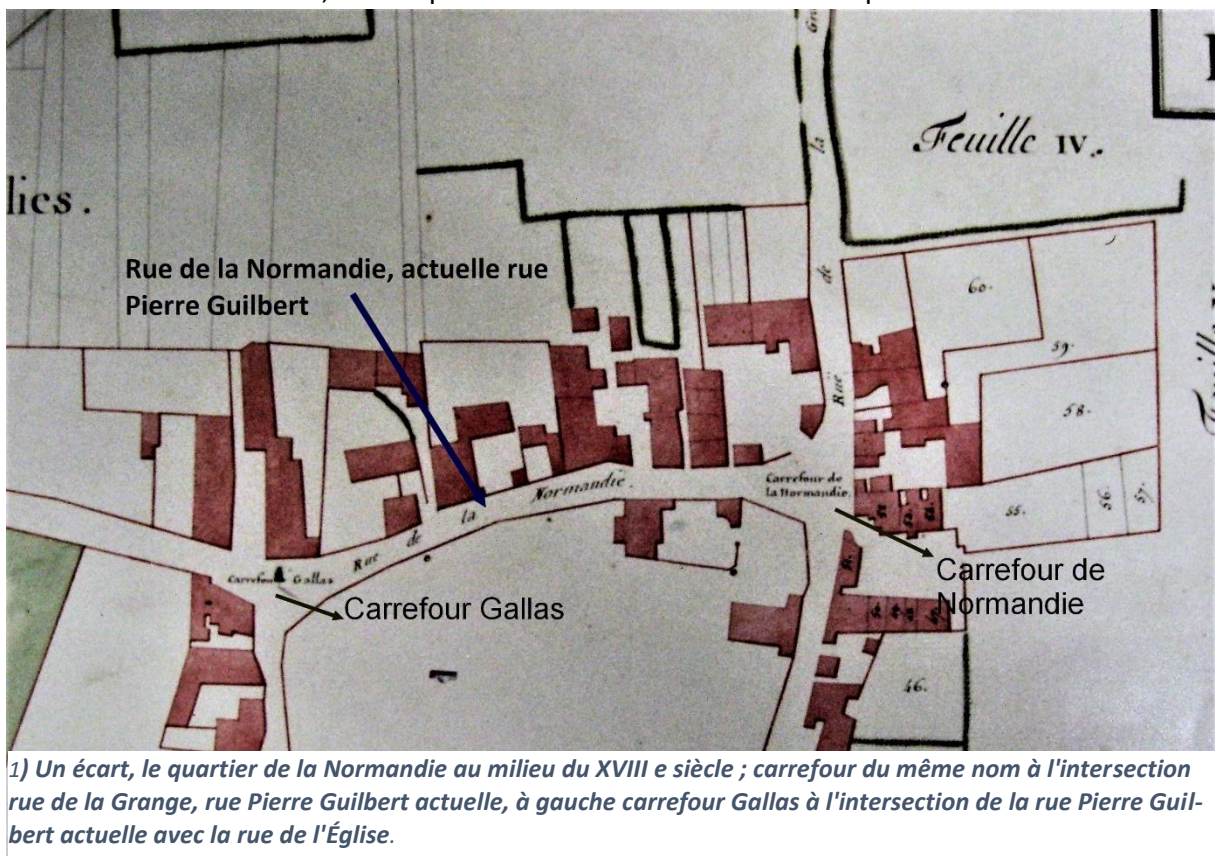 Feuille IV.
lies.
Rue de la Normandie, actuelle rue
Pierre Guilbert
60.
59.
58.
Rüe de la
Carrefour de
la Normandie.
Rüe de la Normandie.
55.
56.
57.
Carrefour Gallas
Carrefour Gallas
Carrefour de
Normandie
46.
1) Un écart, le quartier de la Normandie au milieu du XVIII e siècle ; carrefour du même nom à l'intersection
rue de la Grange, rue Pierre Guilbert actuelle, à gauche carrefour Gallas à l'intersection de la rue Pierre Guil-
bert actuelle avec la rue de l'Église.